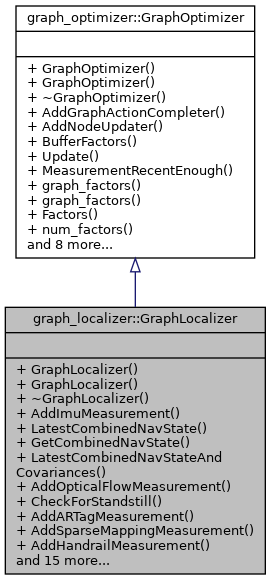 graph_optimizer::GraphOptimizer
+ GraphOptimizer()
+ GraphOptimizer()
+ ~GraphOptimizer()
+ AddGraphActionCompleter()
+ AddNodeUpdater()
+ BufferFactors()
+ Update()
+ MeasurementRecentEnough()
+ graph_factors()
+ graph_factors()
+ Factors()
+ num_factors()
and 8 more...
graph_localizer::GraphLocalizer
+ GraphLocalizer()
+ GraphLocalizer()
+ ~GraphLocalizer()
+ AddImuMeasurement()
+ LatestCombinedNavState()
+ GetCombinedNavState()
+ LatestCombinedNavStateAnd
Covariances()
+ AddOpticalFlowMeasurement()
+ CheckForStandstill()
+ AddARTagMeasurement()
+ AddSparseMappingMeasurement()
+ AddHandrailMeasurement()
and 15 more...